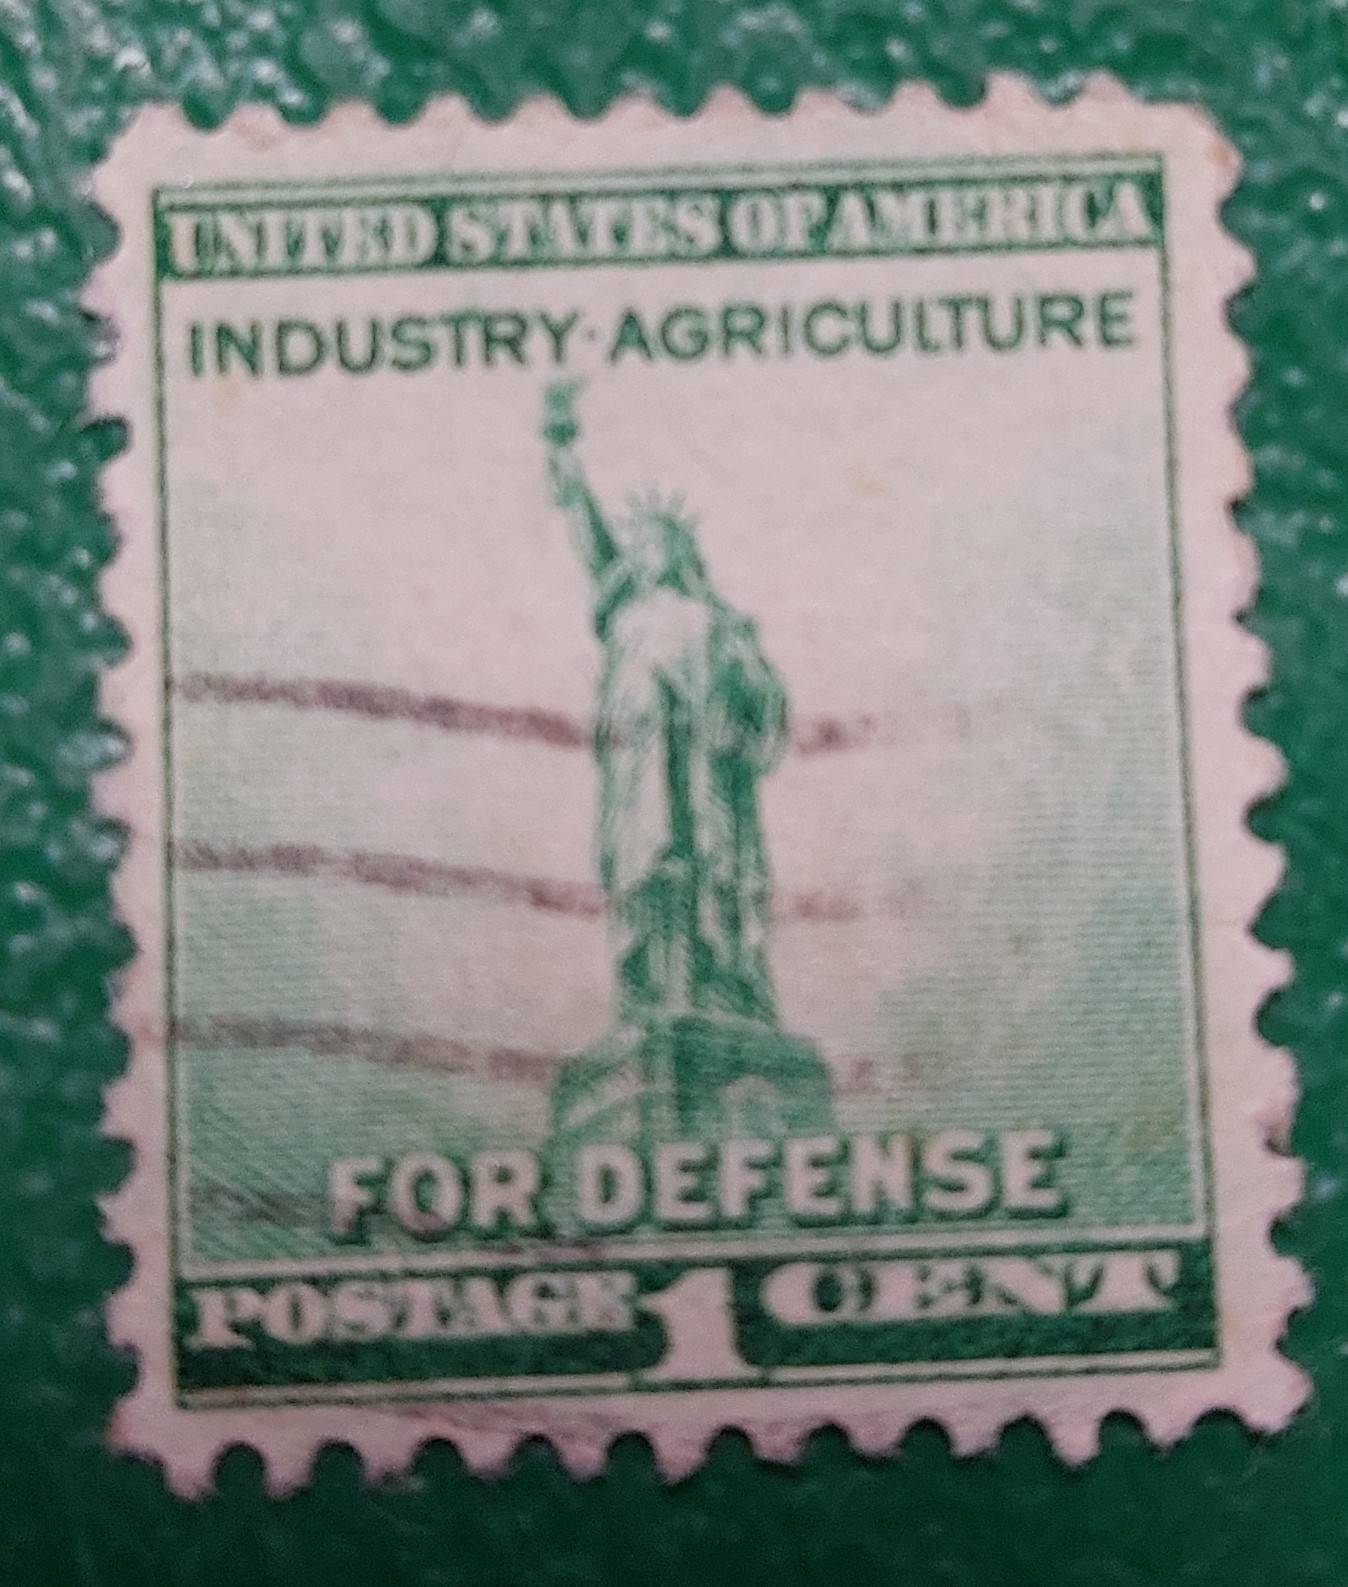 UNITED STATES OF AMERICA
INDUSTRY·AGRICULTURE
FOR DEFENSE
POSTAGE 1 CENT